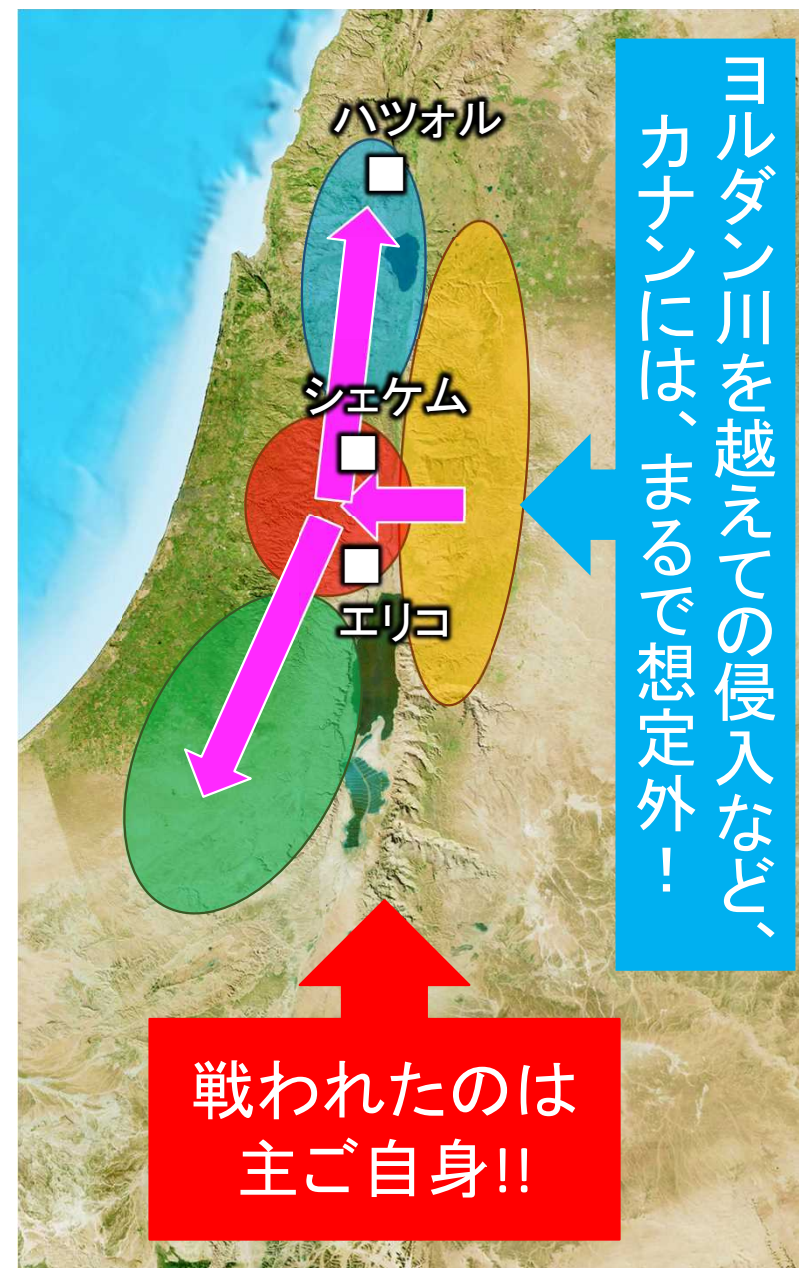 ヨルダン川を越えての侵入など、
カナンには、まるで想定外！
ハツォル
シェケム
エリコ
戦われたのは
主ご自身!!